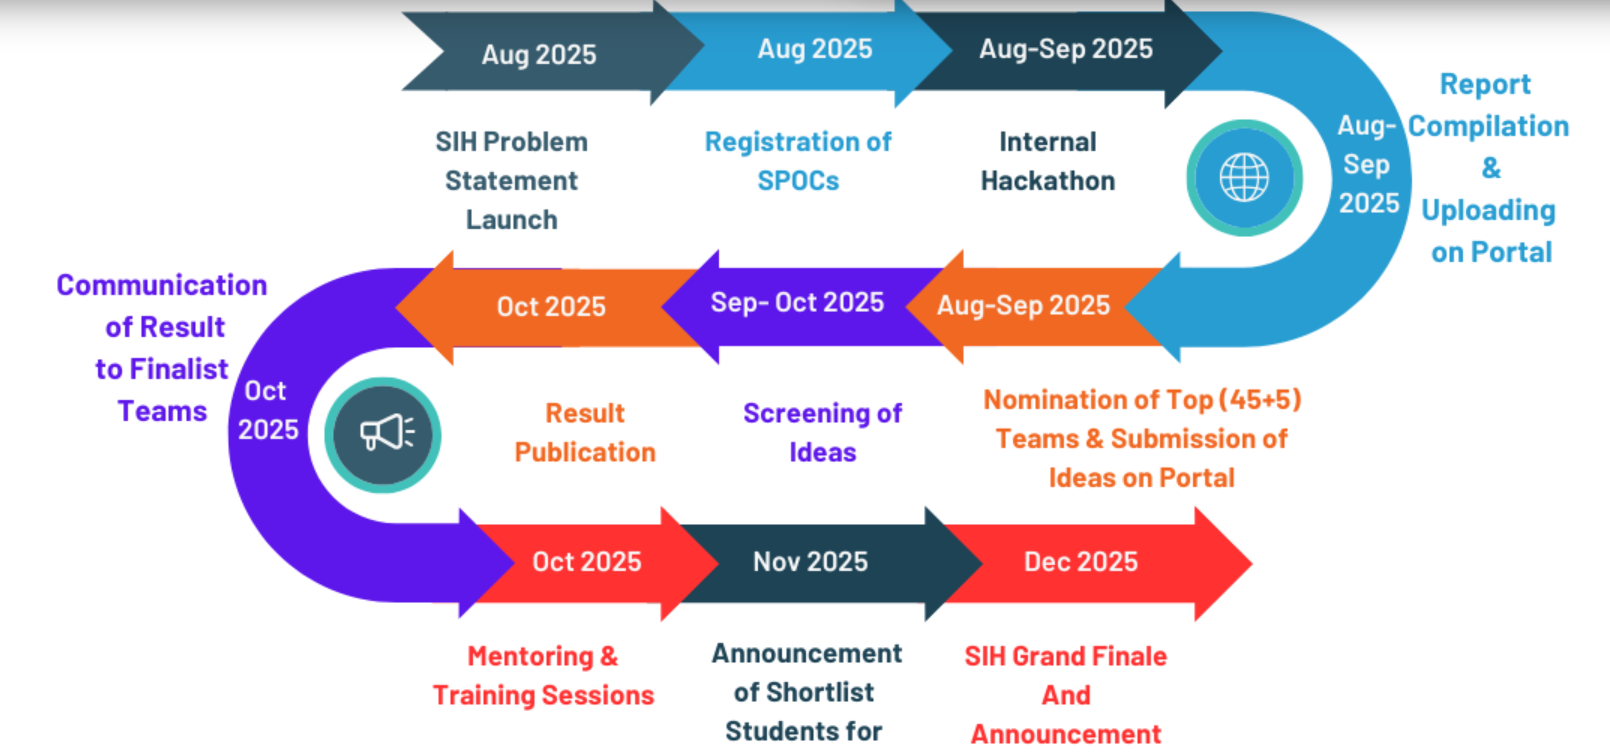 Aug 2025
Aug 2025
Aug-Sep 2025
SIH Problem
Statement
Launch
Registration of
SPOCs
Internal
Hackathon
Aug-
Sep
2025
Report
Compilation
&
Uploading
on Portal
Aug-Sep 2025
Nomination of Top (45+5)
Teams & Submission of
Ideas on Portal
Sep- Oct 2025
Screening of
Ideas
Oct 2025
Result
Publication
Communication
of Result
to Finalist
Teams
Oct
2025
Oct 2025
Mentoring &
Training Sessions
Nov 2025
Announcement
of Shortlist
Students for
Dec 2025
SIH Grand Finale
And
Announcement